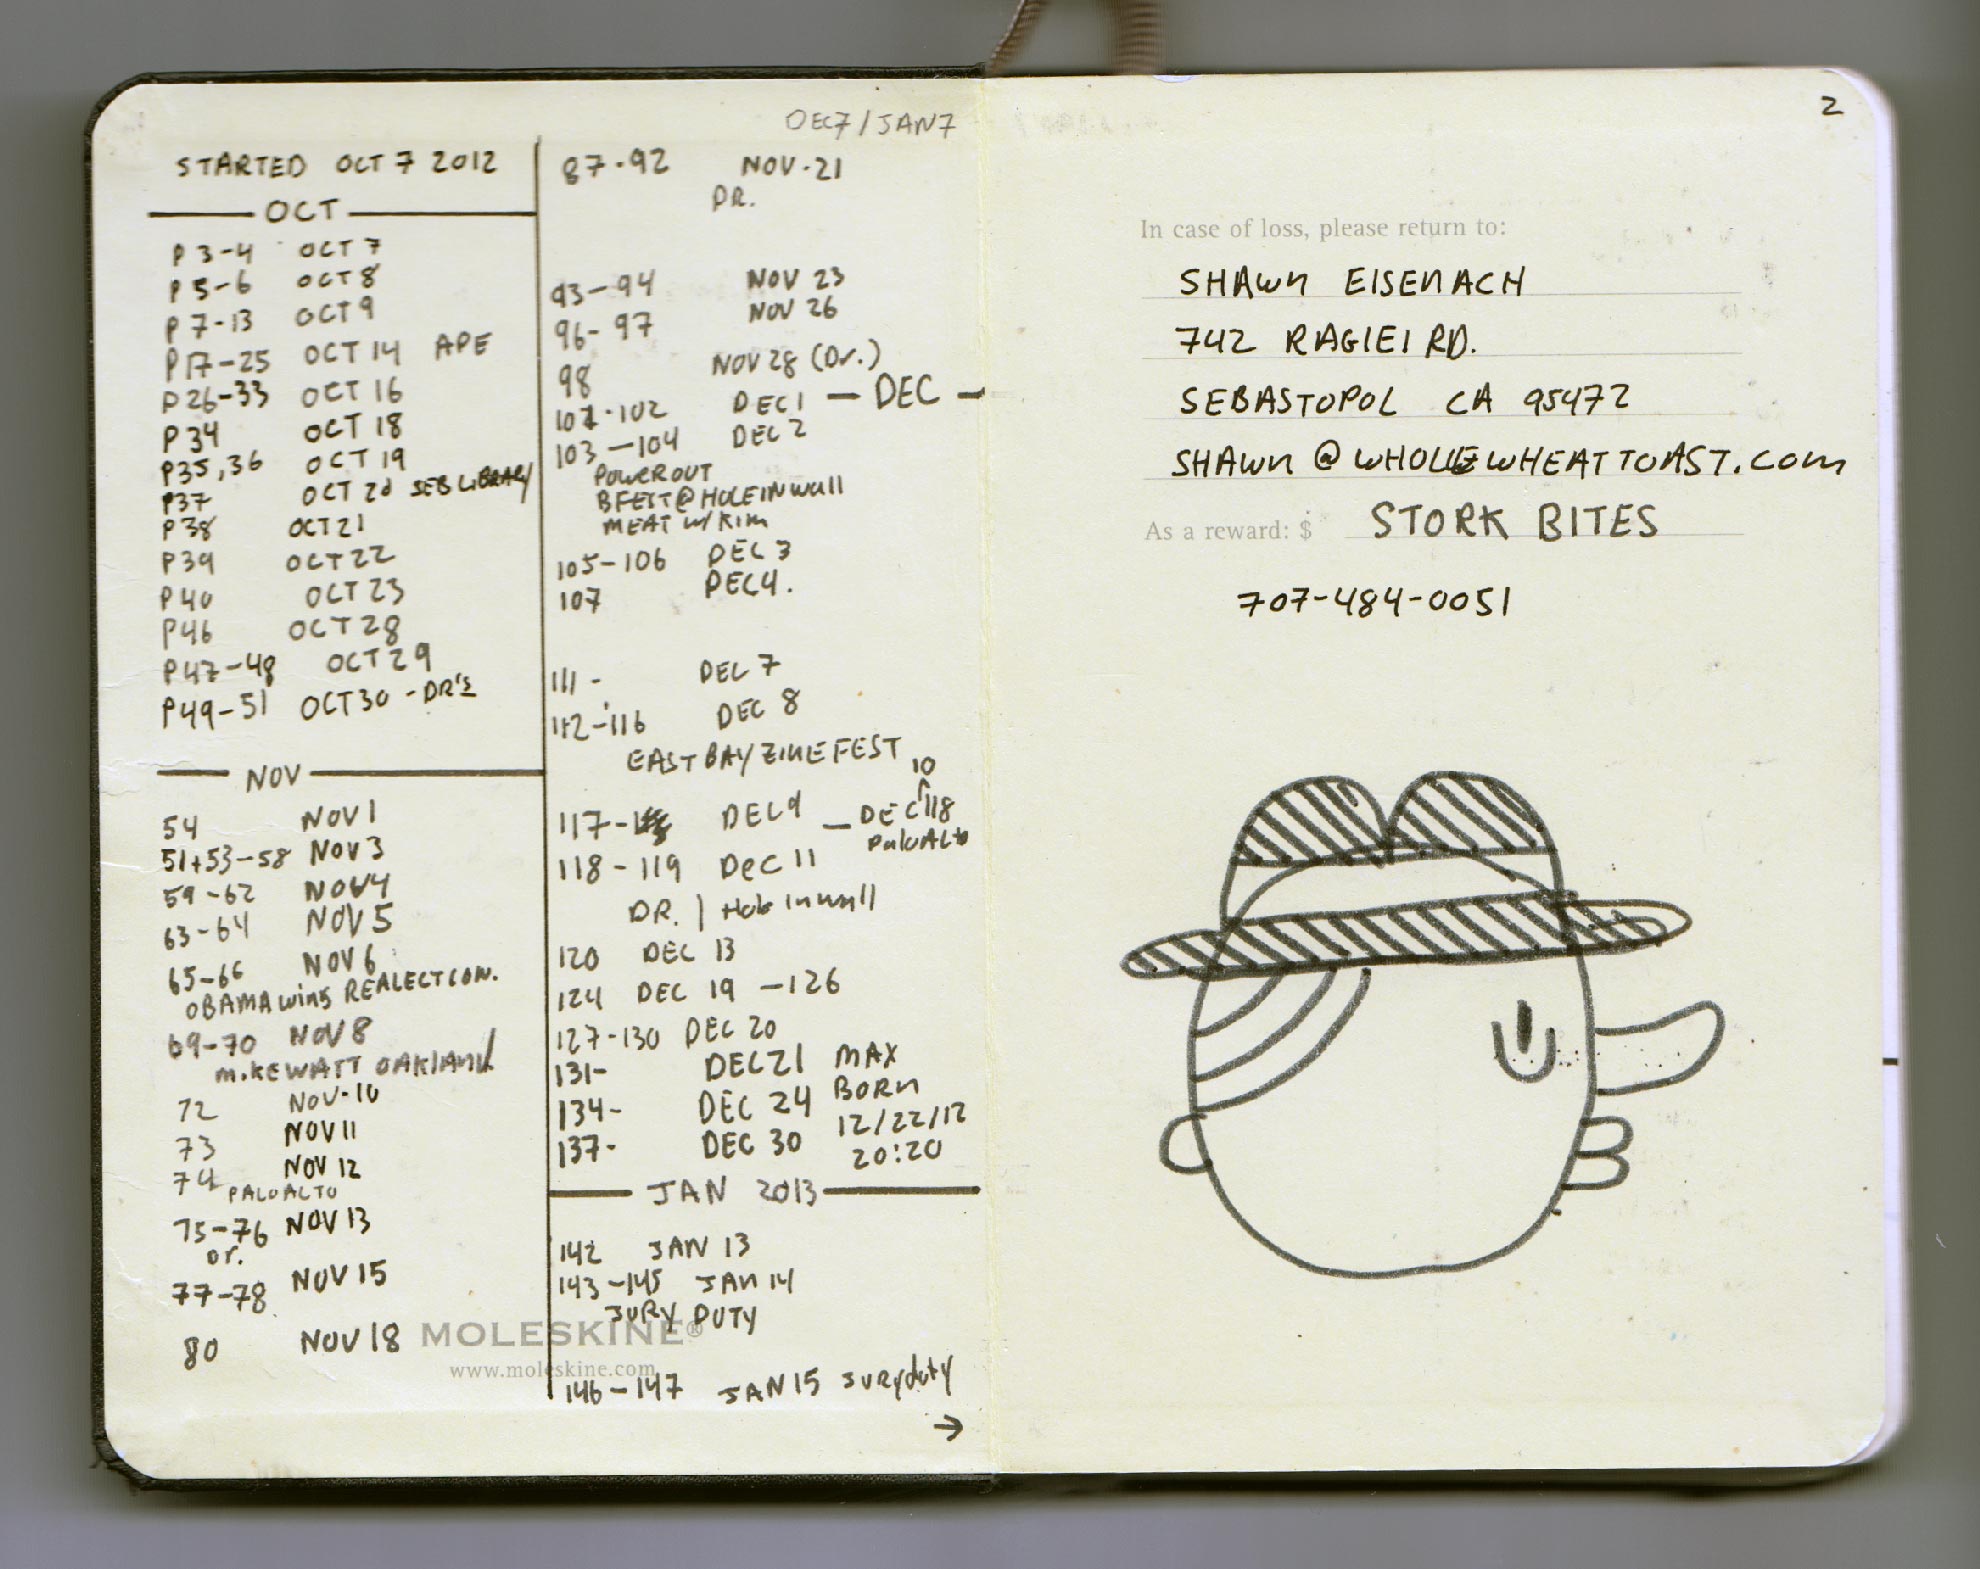 STARTED OCT 7 2012
OCT
P 3-4 OCT 7
P 5-6 OCT 8
P 7-13 OCT 9
P17-25 OCT 14 APE
P26-33 OCT 16
P34 OCT 18
P35,36 OCT 19
P37 OCT 20 SEB LIBRARY
P38 OCT 21
P39 OCT 22
P40 OCT 23
P46 OCT 28
P47-48 OCT 29
P49-51 OCT 30 - DR'S
NOV
54 NOV 1
51+53-58 NOV 3
59-62 NOV 4
63-64 NOV 5
65-66 NOV 6
OBAMA wins REALECTION.
69-70 NOV 8
M.KEWATT OAKLAND
72 NOV-10
73 NOV 11
74 NOV 12
PALOALTO
75-76 NOV 13
Dr.
77-78 NOV 15
80 NOV 18
MOLESKINE®
www.moleskine.com
DEC7/JAN7
87-92 NOV-21
DR.
93-94 NOV 23
96-97 NOV 26
98 NOV 28 (Dr.)
101-102 DEC 1 — DEC —
103-104 DEC 2
POWER OUT
BFEST@HOLEINWall
MEAT w/ KIM
105-106 DEC 3
107 DEC 4.
111- DEC 7
112-116 DEC 8
EAST BAY ZINE FEST
10
117- DEC 9 — DEC 118
PaloAlto
118-119 DEC 11
DR. | Hole in wall
120 DEC 13
124 DEC 19 -126
127-130 DEC 20
131- DEC 21 MAX
134- DEC 24 BORN
137- DEC 30 12/22/12
20:20
JAN 2013
142 JAN 13
143-145 JAN 14
JURY DUTY
146-147 JAN 15 Juryduty
→
2
In case of loss, please return to:
SHAWN EISENACH
742 RAGLEI RD.
SEBASTOPOL CA 95472
SHAWN@WHOLEWHEATTOAST.COM
As a reward: $ STORK BITES
707-484-0051